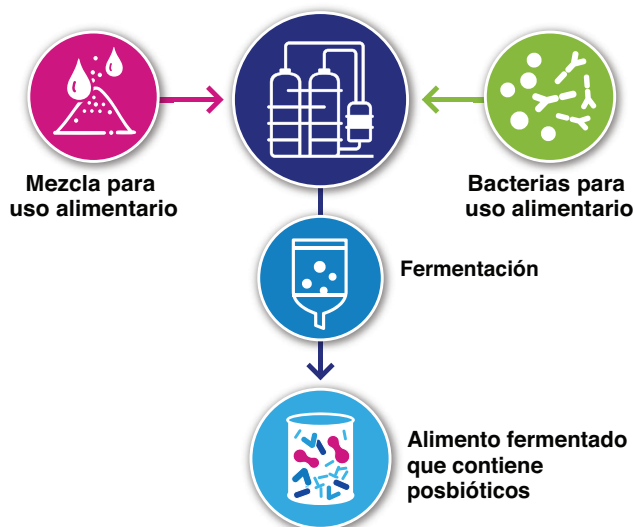 Mezcla para
uso alimentario
Bacterias para
uso alimentario
Fermentación
Alimento fermentado
que contiene
posbióticos